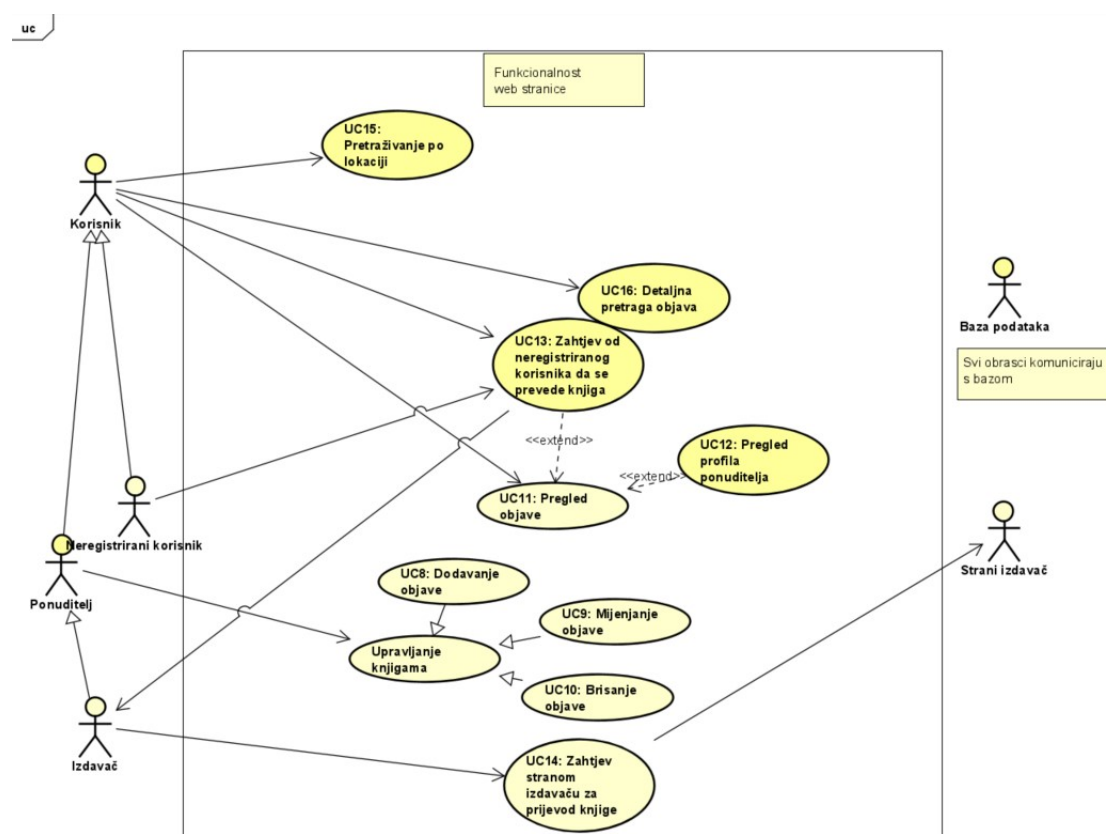 uc
Funkcionalnost
web stranice
UC15:
Pretraživanje po
lokaciji
Korisnik
UC16: Detaljna
pretraga objava
Baza podataka
UC13: Zahtjev od
neregistriranog
korisnika da se
prevede knjiga
Svi obrasci komuniciraju
s bazom
<<extend>>
UC12: Pregled
profila
ponuditelja
<<extend>>
UC11: Pregled
objave
Neregistrirani korisnik
Strani izdavač
UC8: Dodavanje
objave
Ponuditelj
UC9: Mijenjanje
objave
Upravljanje
knjigama
UC10: Brisanje
objave
Izdavač
UC14: Zahtjev
stranom
izdavaču za
prijevod knjige